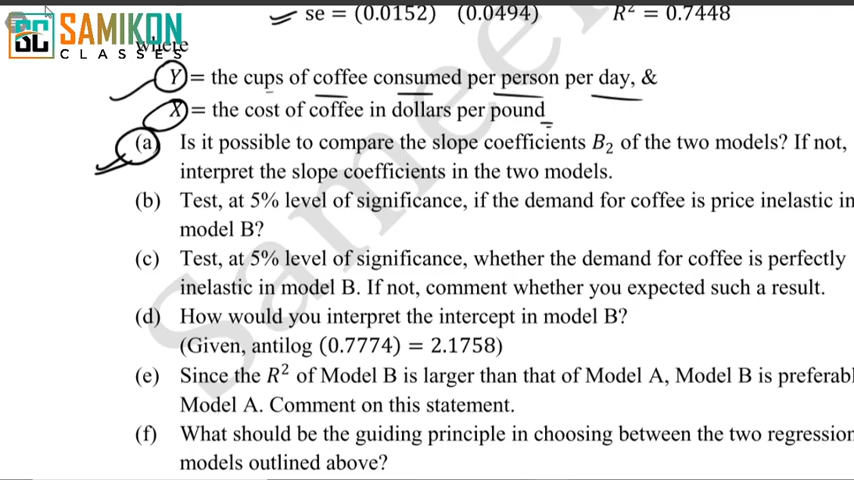 se = (0.0152) (0.0494) R² = 0.7448
SC SAMIKON
CLASSES
where
Y = the cups of coffee consumed per person per day, &
X = the cost of coffee in dollars per pound
(a) Is it possible to compare the slope coefficients B₂ of the two models? If not,
interpret the slope coefficients in the two models.
(b) Test, at 5% level of significance, if the demand for coffee is price inelastic in
model B?
(c) Test, at 5% level of significance, whether the demand for coffee is perfectly
inelastic in model B. If not, comment whether you expected such a result.
(d) How would you interpret the intercept in model B?
(Given, antilog (0.7774) = 2.1758)
(e) Since the R² of Model B is larger than that of Model A, Model B is preferabl
Model A. Comment on this statement.
(f) What should be the guiding principle in choosing between the two regression
models outlined above?
Sameer